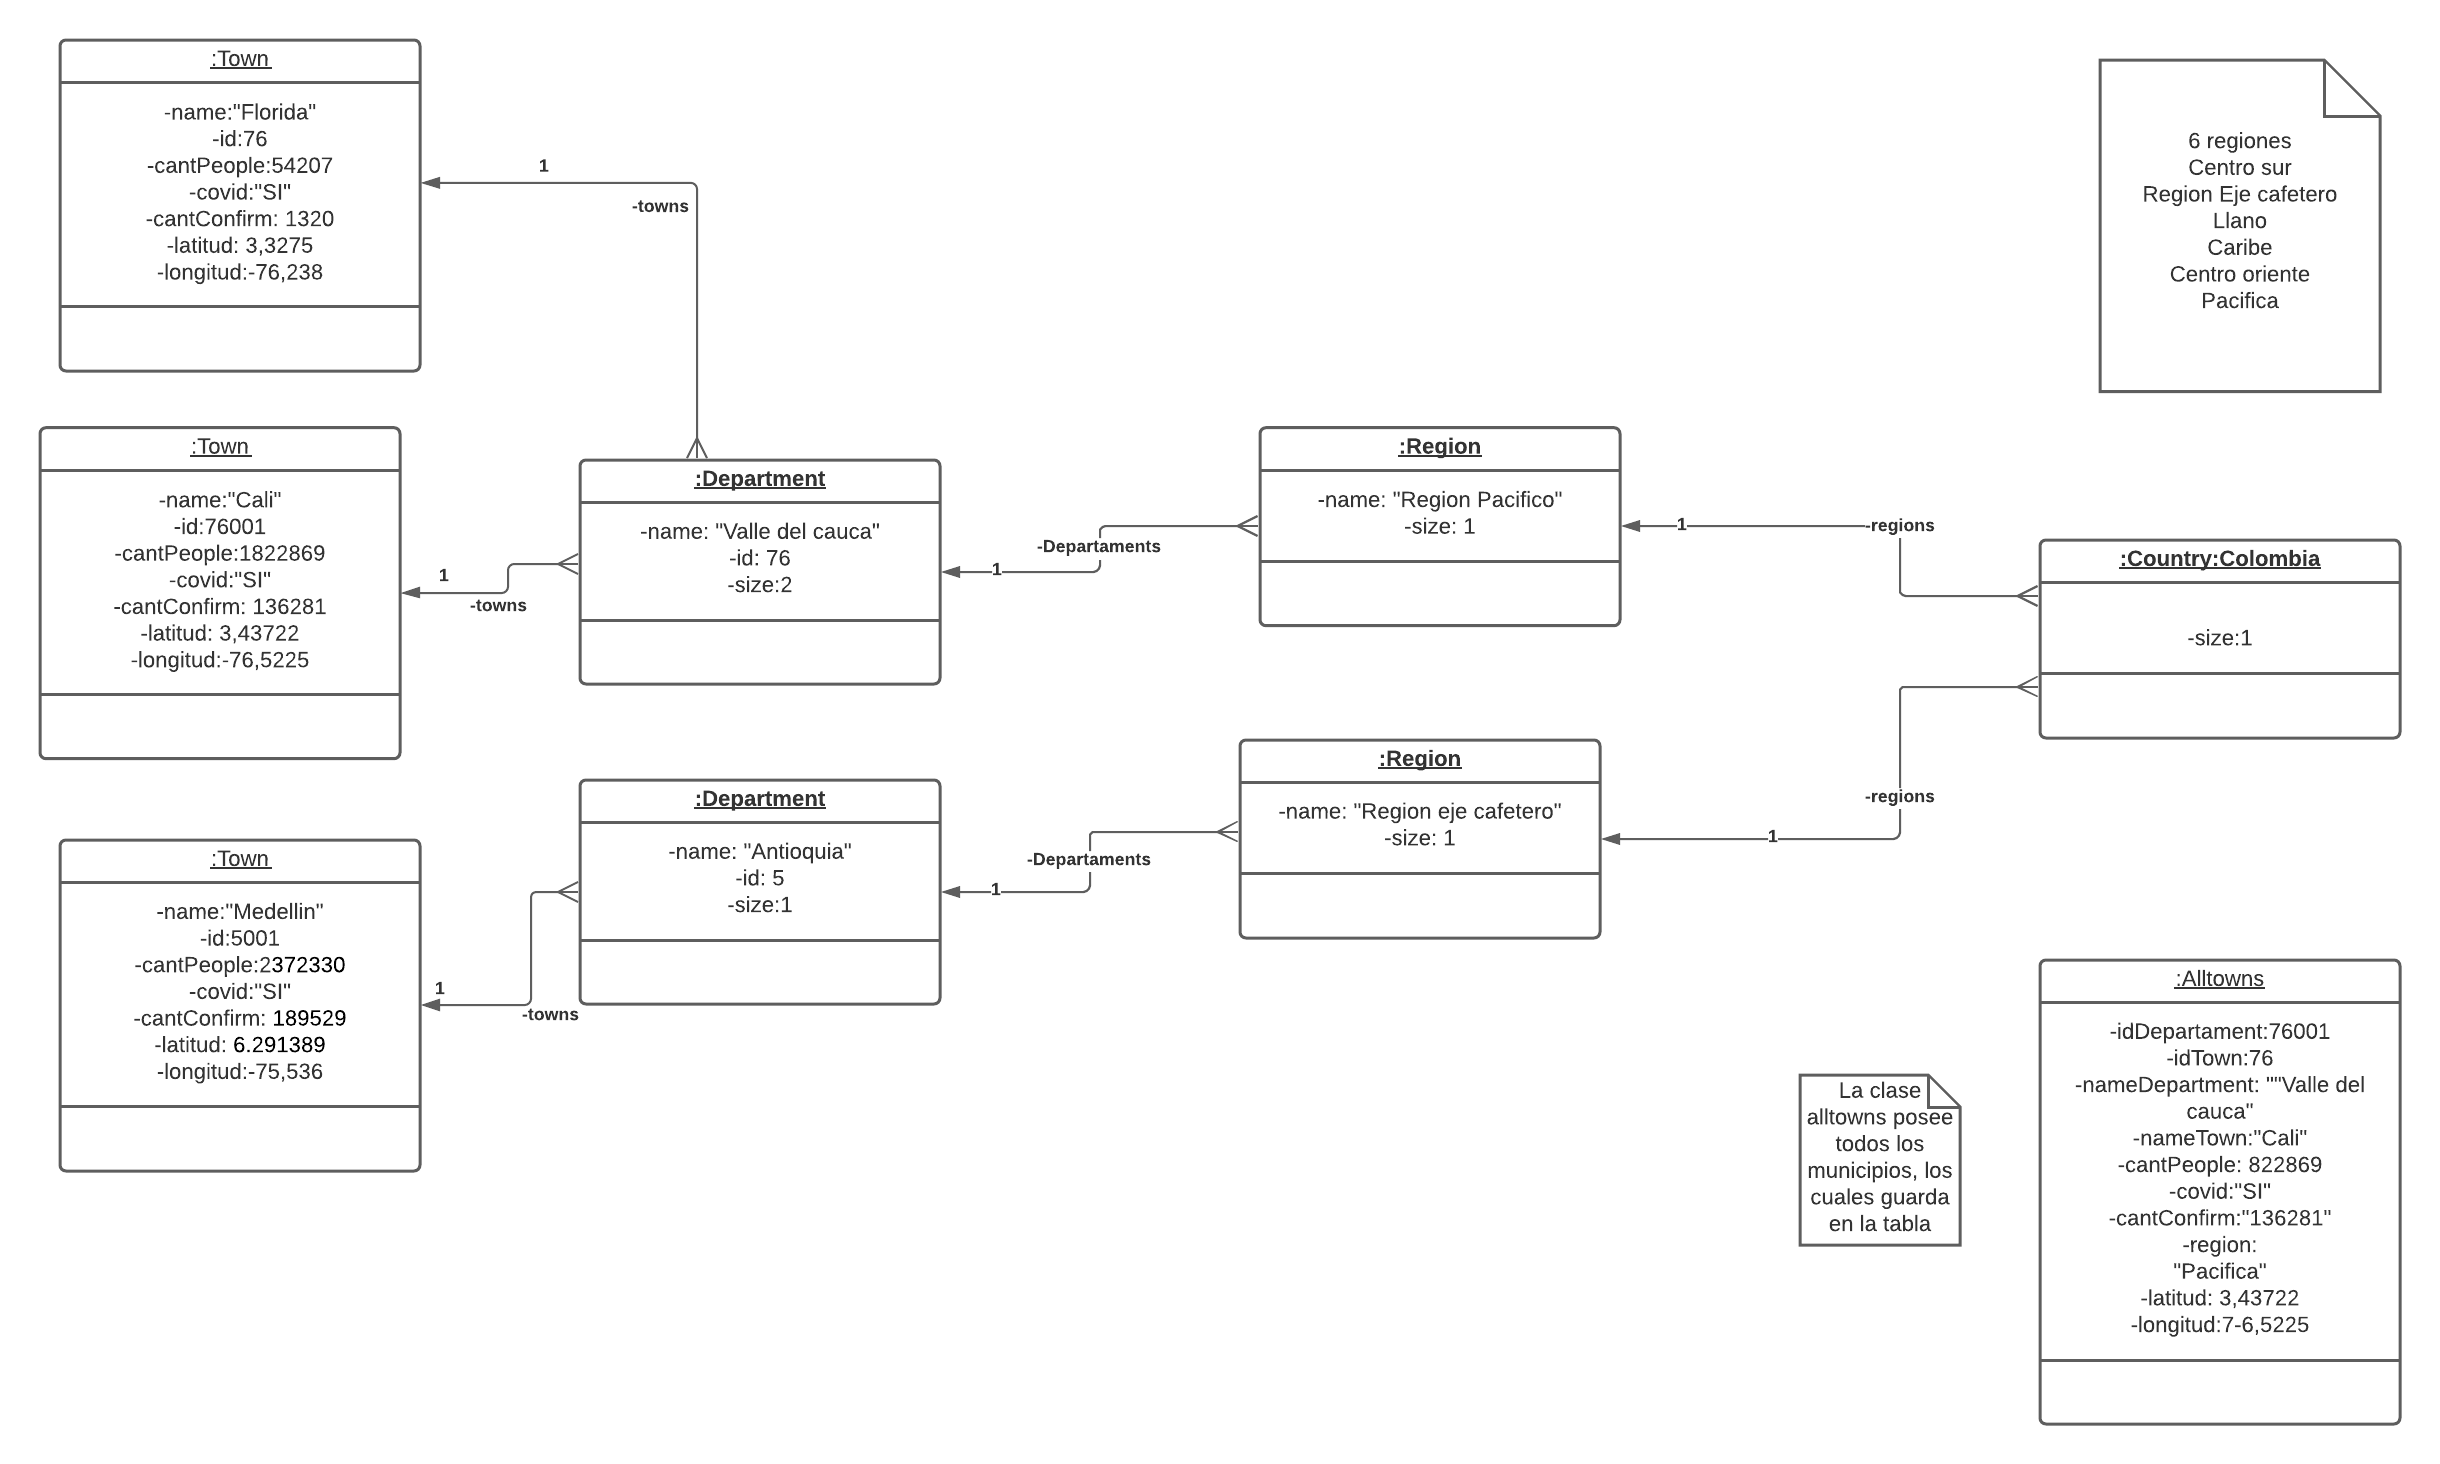 :Town
-name:"Florida"
-id:76
-cantPeople:54207
-covid:"SI"
-cantConfirm: 1320
-latitud: 3,3275
-longitud:-76,238
1
-towns
6 regiones
Centro sur
Region Eje cafetero
Llano
Caribe
Centro oriente
Pacifica
:Town
-name:"Cali"
-id:76001
-cantPeople:1822869
-covid:"SI"
-cantConfirm: 136281
-latitud: 3,43722
-longitud:-76,5225
1
-towns
:Department
-name: "Valle del cauca"
-id: 76
-size:2
1
-Departaments
:Region
-name: "Region Pacifico"
-size: 1
1
-regions
:Country:Colombia
-size:1
:Town
-name:"Medellin"
-id:5001
-cantPeople:2372330
-covid:"SI"
-cantConfirm: 189529
-latitud: 6.291389
-longitud:-75,536
1
-towns
:Department
-name: "Antioquia"
-id: 5
-size:1
1
-Departaments
:Region
-name: "Region eje cafetero"
-size: 1
1
-regions
La clase
alltowns posee
todos los
municipios, los
cuales guarda
en la tabla
:Alltowns
-idDepartament:76001
-idTown:76
-nameDepartment: ""Valle del
cauca"
-nameTown:"Cali"
-cantPeople: 822869
-covid:"SI"
-cantConfirm:"136281"
-region:
"Pacifica"
-latitud: 3,43722
-longitud:7-6,5225